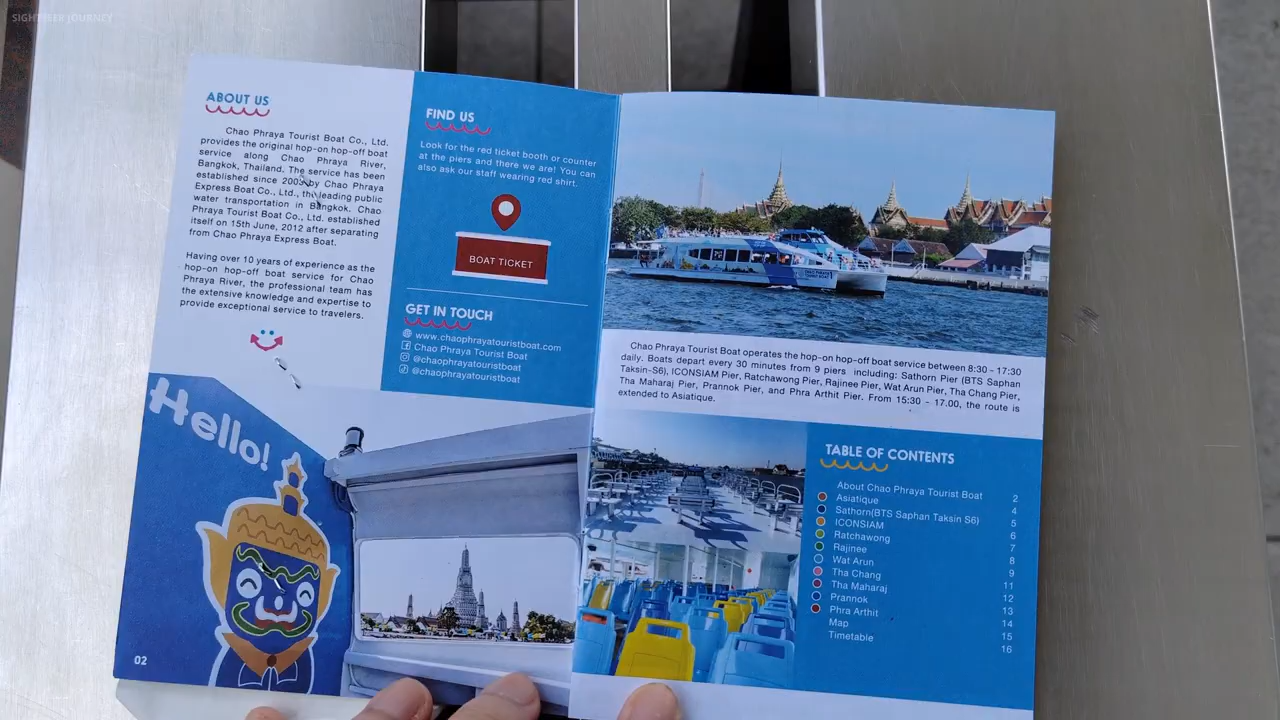 SIGHTSEER JOURNEY
ABOUT US
Chao Phraya Tourist Boat Co., Ltd.
provides the original hop-on hop-off boat
service along Chao Phraya River,
Bangkok, Thailand. The service has been
established since 2003 by Chao Phraya
Express Boat Co., Ltd., the leading public
water transportation in Bangkok. Chao
Phraya Tourist Boat Co., Ltd. established
itself on 15th June, 2012 after separating
from Chao Phraya Express Boat.
Having over 10 years of experience as the
hop-on hop-off boat service for Chao
Phraya River, the professional team has
the extensive knowledge and expertise to
provide exceptional service to travelers.
FIND US
Look for the red ticket booth or counter
at the piers and there we are! You can
also ask our staff wearing red shirt.
BOAT TICKET
GET IN TOUCH
www.chaophrayatouristboat.com
Chao Phraya Tourist Boat
@chaophrayatouristboat
@chaophrayatouristboat
Hello!
02
Chao Phraya Tourist Boat operates the hop-on hop-off boat service between 8:30 - 17:30
daily. Boats depart every 30 minutes from 9 piers including: Sathorn Pier (BTS Saphan
Taksin-S6), ICONSIAM Pier, Ratchawong Pier, Rajinee Pier, Wat Arun Pier, Tha Chang Pier,
Tha Maharaj Pier, Prannok Pier, and Phra Arthit Pier. From 15:30 - 17.00, the route is
extended to Asiatique.
TABLE OF CONTENTS
About Chao Phraya Tourist Boat 2
Asiatique 4
Sathorn(BTS Saphan Taksin S6) 5
ICONSIAM 6
Ratchawong 7
Rajinee 8
Wat Arun 9
Tha Chang 11
Tha Maharaj 12
Prannok 13
Phra Arthit 14
Map 15
Timetable 16